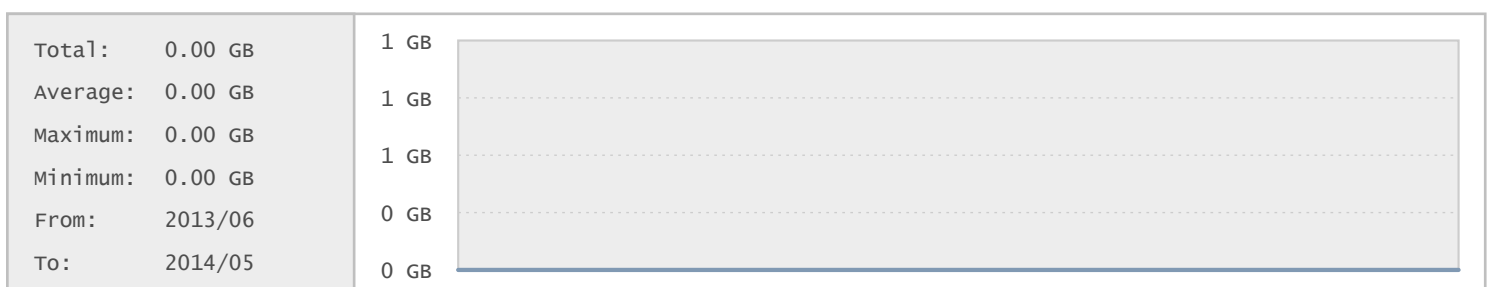 Total: 0.00 GB
Average: 0.00 GB
Maximum: 0.00 GB
Minimum: 0.00 GB
From: 2013/06
To: 2014/05
1 GB
1 GB
1 GB
0 GB
0 GB